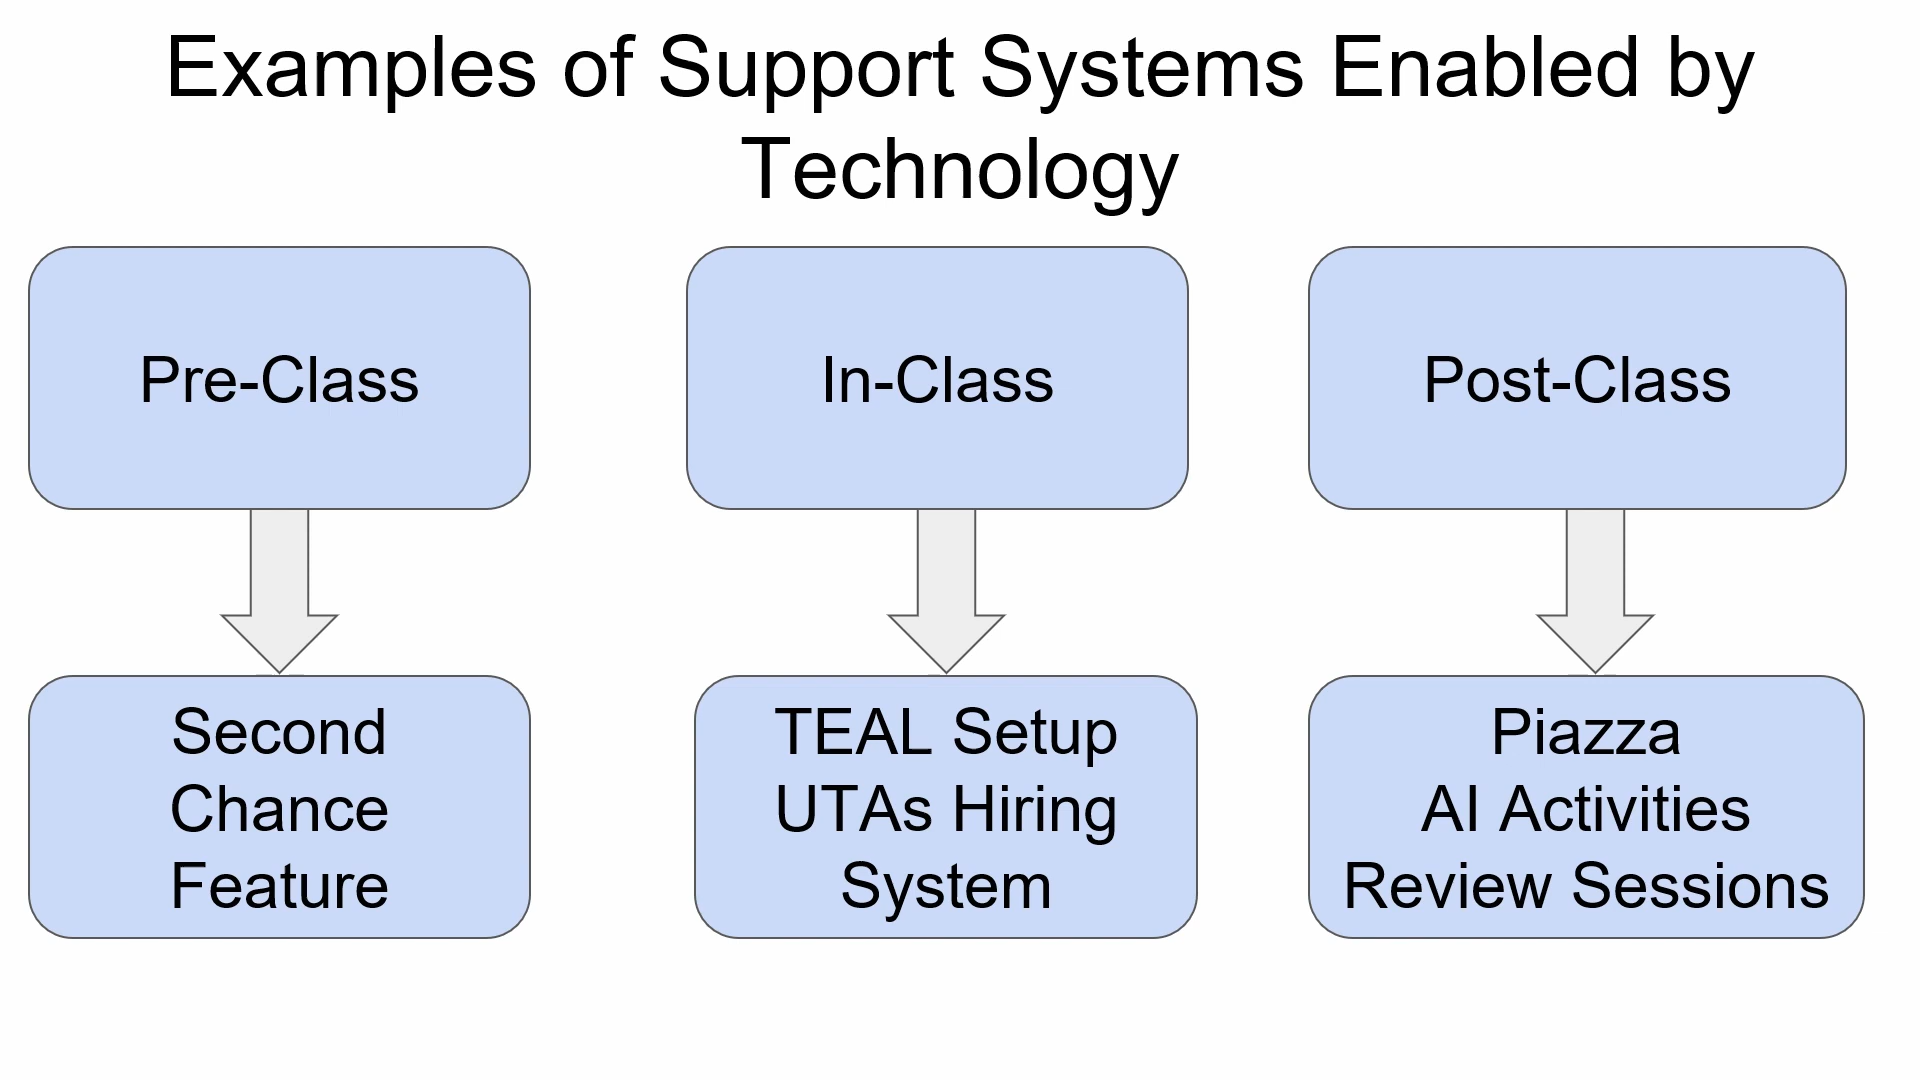 Examples of Support Systems Enabled by
Technology
Pre-Class
In-Class
Post-Class
Second
Chance
Feature
TEAL Setup
UTAs Hiring
System
Piazza
AI Activities
Review Sessions